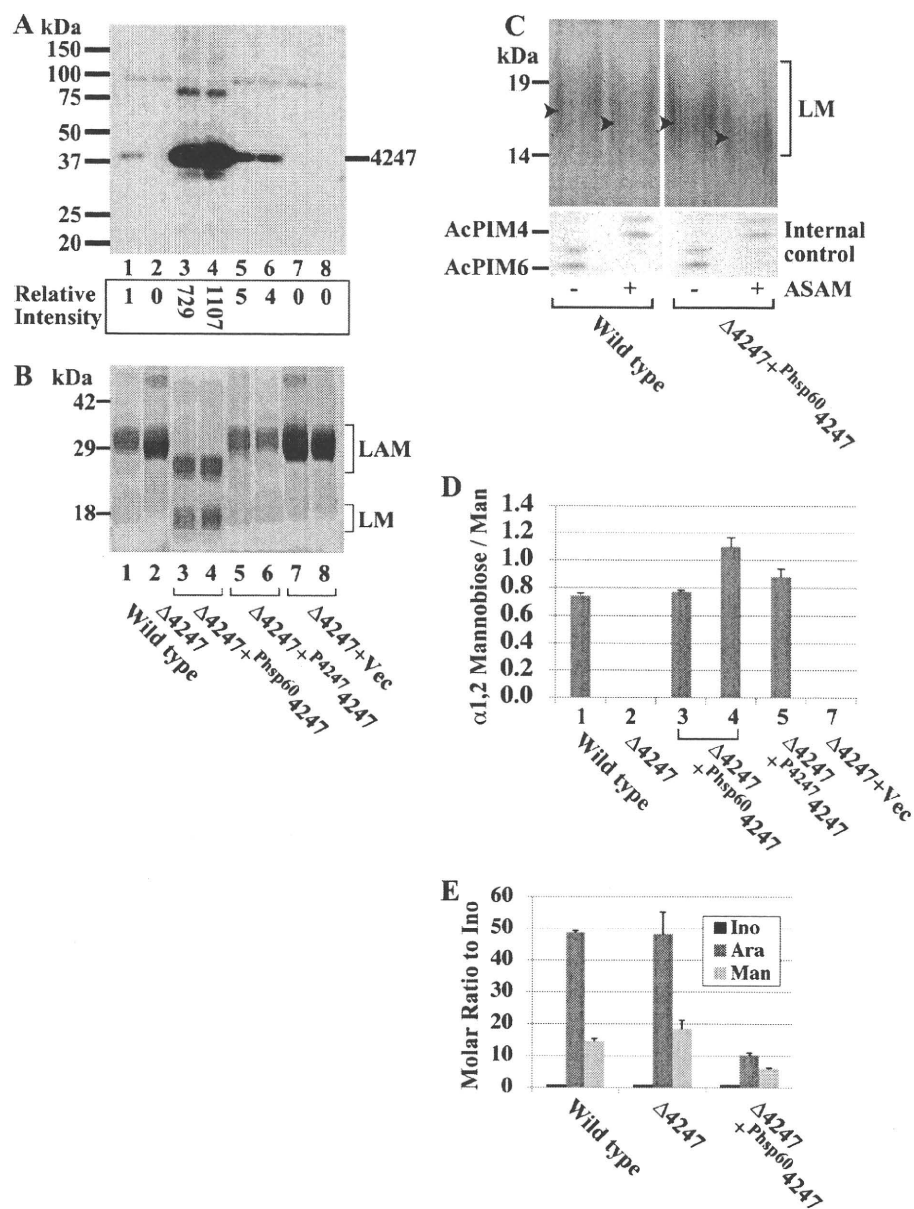 A
kDa
150
100
75
50
37
25
20
4247
1 2 3 4 5 6 7 8
Relative Intensity
1 0 729 1107 5 4 0 0
B
kDa
42
29
18
LAM
LM
1 2 3 4 5 6 7 8
Wild type
Δ4247
Δ4247+Phsp60 4247
Δ4247+P4247 4247
Δ4247+Vec
C
kDa
19
14
LM
AcPIM4
AcPIM6
Internal control
- + - + ASAM
Wild type
Δ4247+Phsp60 4247
D
α1,2 Mannobiose / Man
1.4
1.2
1.0
0.8
0.6
0.4
0.2
0.0
1 2 3 4 5 7
Wild type
Δ4247
Δ4247
+Phsp60 4247
Δ4247
+P4247 4247
Δ4247+Vec
E
Molar Ratio to Ino
60
50
40
30
20
10
0
Ino
Ara
Man
Wild type
Δ4247
Δ4247
+Phsp60 4247